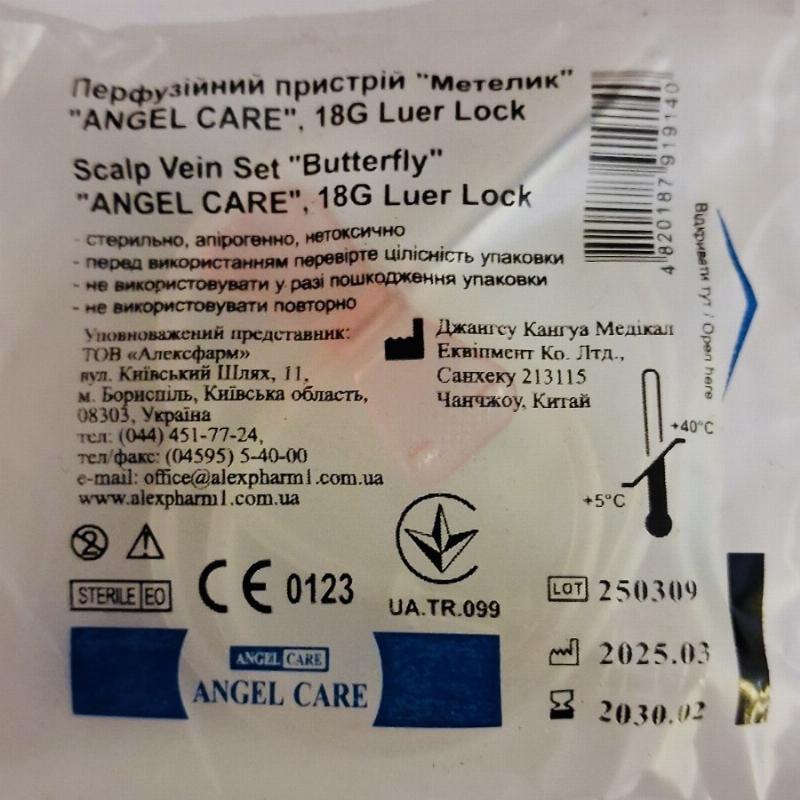 Перфузійний пристрій "Метелик"
"ANGEL CARE", 18G Luer Lock
Scalp Vein Set "Butterfly"
"ANGEL CARE", 18G Luer Lock
- стерильно, апірогенно, нетоксично
- перед використанням перевірте цілісність упаковки
- не використовувати у разі пошкодження упаковки
- не використовувати повторно
4 820187 919140
Відкривати тут / Open here
Уповноважений представник:
ТОВ «Алексфарм»
вул. Київський Шлях, 11,
м. Бориспіль, Київська область,
08303, Україна
тел: (044) 451-77-24,
тел/факс: (04595) 5-40-00
e-mail: office@alexpharm1.com.ua
www.alexpharm1.com.ua
Джангсу Кангуа Медікал
Еквіпмент Ко. Лтд.,
Санхеку 213115
Чанчжоу, Китай
+40°C
+5°C
2
STERILE EO
CE 0123
UA.TR.099
ANGEL CARE
ANGEL CARE
LOT 250309
2025.03
2030.02